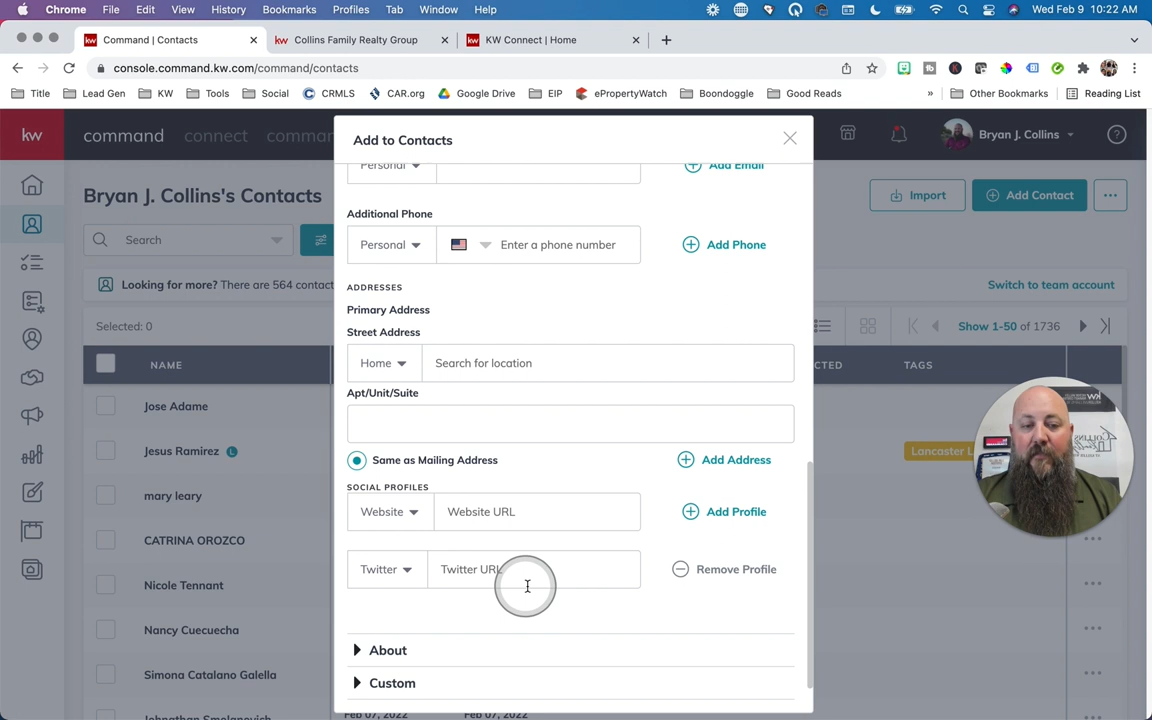 Chrome File Edit View History Bookmarks Profiles Tab Window Help Wed Feb 9 10:22 AM
kw Command | Contacts × kw Collins Family Realty Group × kw KW Connect | Home × +
console.command.kw.com/command/contacts
Title Lead Gen KW Tools Social CRMLS CAR.org Google Drive EIP ePropertyWatch Boondoggle Good Reads » Other Bookmarks Reading List
kw command connect Bryan J. Collins
Add to Contacts
Bryan J. Collins's Contacts Import Add Contact
Personal Add Email
Search
Additional Phone
Personal Enter a phone number Add Phone
Looking for more? There are 564 Switch to team account
ADDRESSES
Primary Address
Selected: 0 Show 1-50 of 1736
Street Address
Home Search for location
NAME TAGS
Apt/Unit/Suite
Jose Adame
Jesus Ramirez L
Same as Mailing Address Add Address
SOCIAL PROFILES
mary leary
Website Website URL Add Profile
CATRINA OROZCO
Twitter Twitter URL Remove Profile
Nicole Tennant
Nancy Cuecuecha
About
Simona Catalano Galella
Custom
Feb 07, 2022 Feb 07, 2022